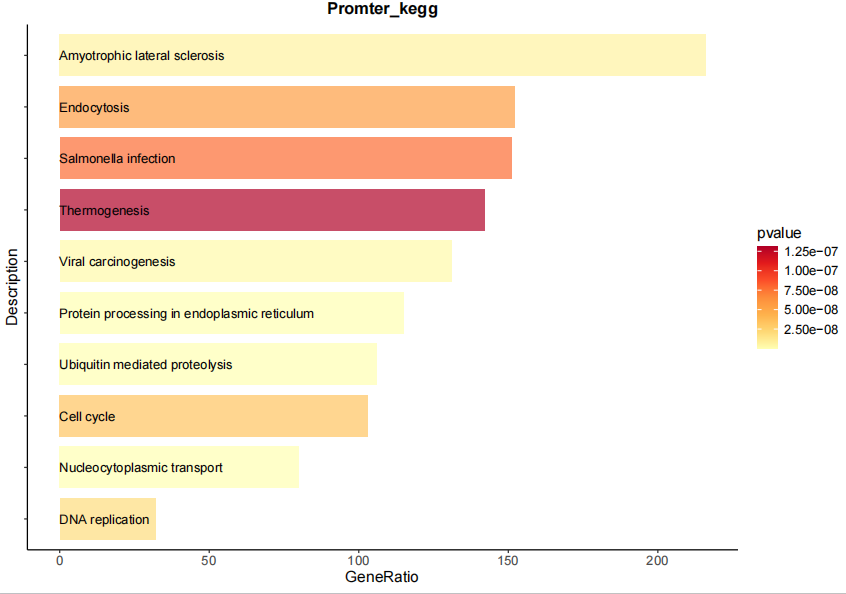 Promter_kegg
Amyotrophic lateral sclerosis
Endocytosis
Salmonella infection
Thermogenesis
Viral carcinogenesis
Protein processing in endoplasmic reticulum
Ubiquitin mediated proteolysis
Cell cycle
Nucleocytoplasmic transport
DNA replication
Description
0 50 100 150 200
GeneRatio
pvalue
1.25e−07
1.00e−07
7.50e−08
5.00e−08
2.50e−08